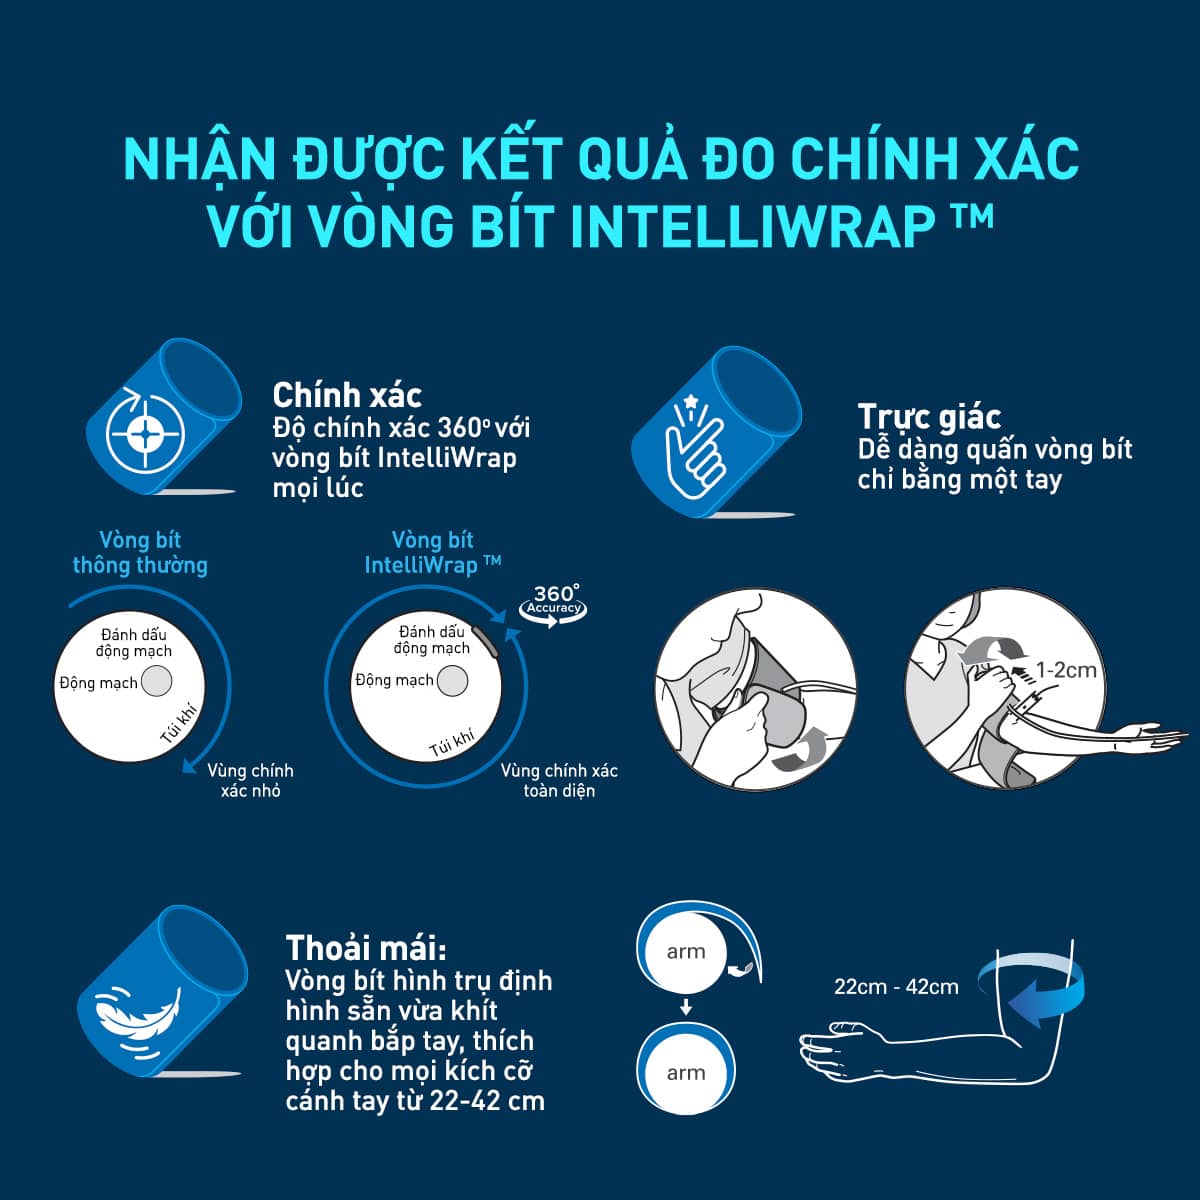 NHẬN ĐƯỢC KẾT QUẢ ĐO CHÍNH XÁC
VỚI VÒNG BÍT INTELLIWRAP ™
Chính xác
Độ chính xác 360º với
vòng bít IntelliWrap
mọi lúc
Trực giác
Dễ dàng quấn vòng bít
chỉ bằng một tay
Vòng bít
thông thường
Đánh dấu
động mạch
Động mạch
Túi khí
Vùng chính
xác nhỏ
Vòng bít
IntelliWrap ™
360°
Accuracy
Đánh dấu
động mạch
Động mạch
Túi khí
Vùng chính xác
toàn diện
1-2cm
Thoải mái:
Vòng bít hình trụ định
hình sẵn vừa khít
quanh bắp tay, thích
hợp cho mọi kích cỡ
cánh tay từ 22-42 cm
arm
arm
22cm - 42cm